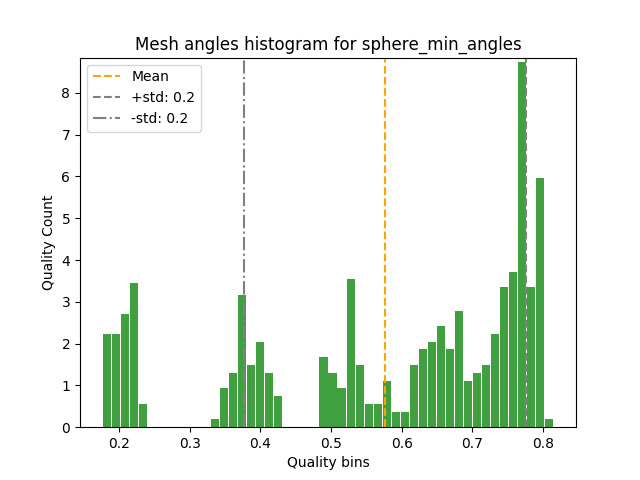 Mesh angles histogram for sphere_min_angles
Mean
+std: 0.2
-std: 0.2
Quality Count
8
7
6
5
4
3
2
1
0
0.2 0.3 0.4 0.5 0.6 0.7 0.8
Quality bins